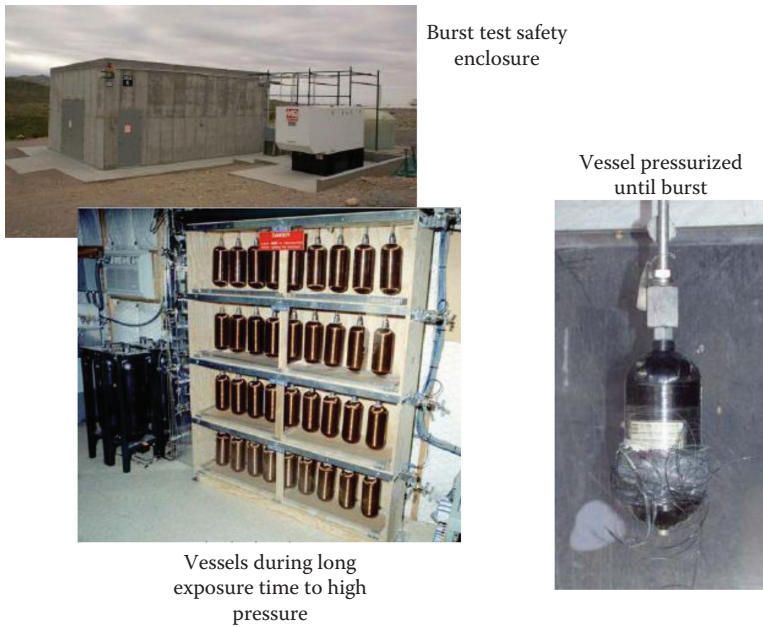 Burst test safety
enclosure
Vessel pressurized
until burst
Vessels during long
exposure time to high
pressure